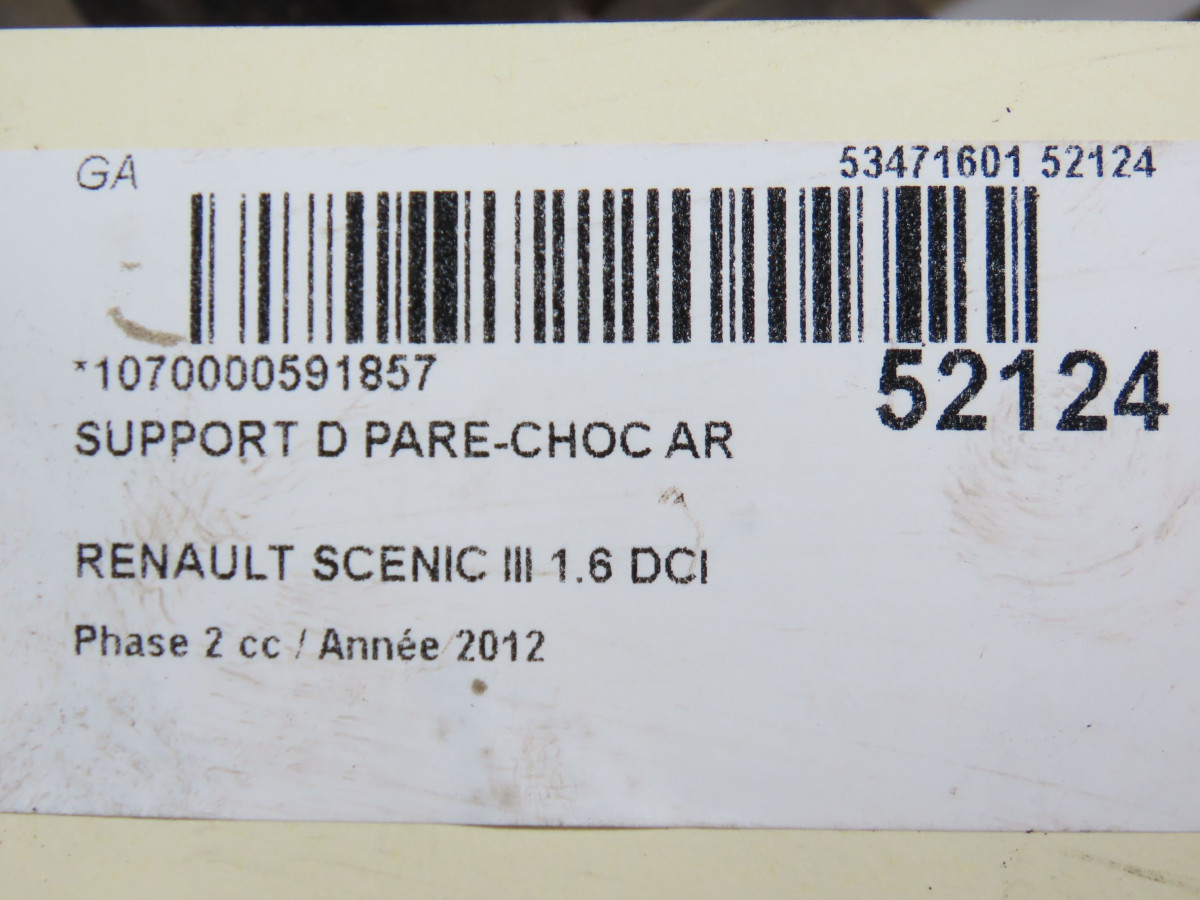 GA 53471601 52124
*1070000591857
52124
SUPPORT D PARE-CHOC AR
RENAULT SCENIC III 1.6 DCI
Phase 2 cc / Année 2012